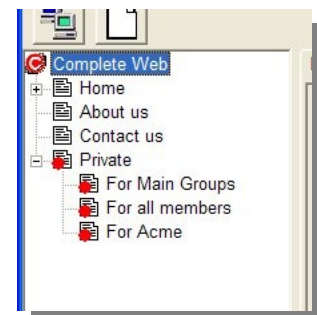 Complete Web
Home
About us
Contact us
Private
For Main Groups
For all members
For Acme